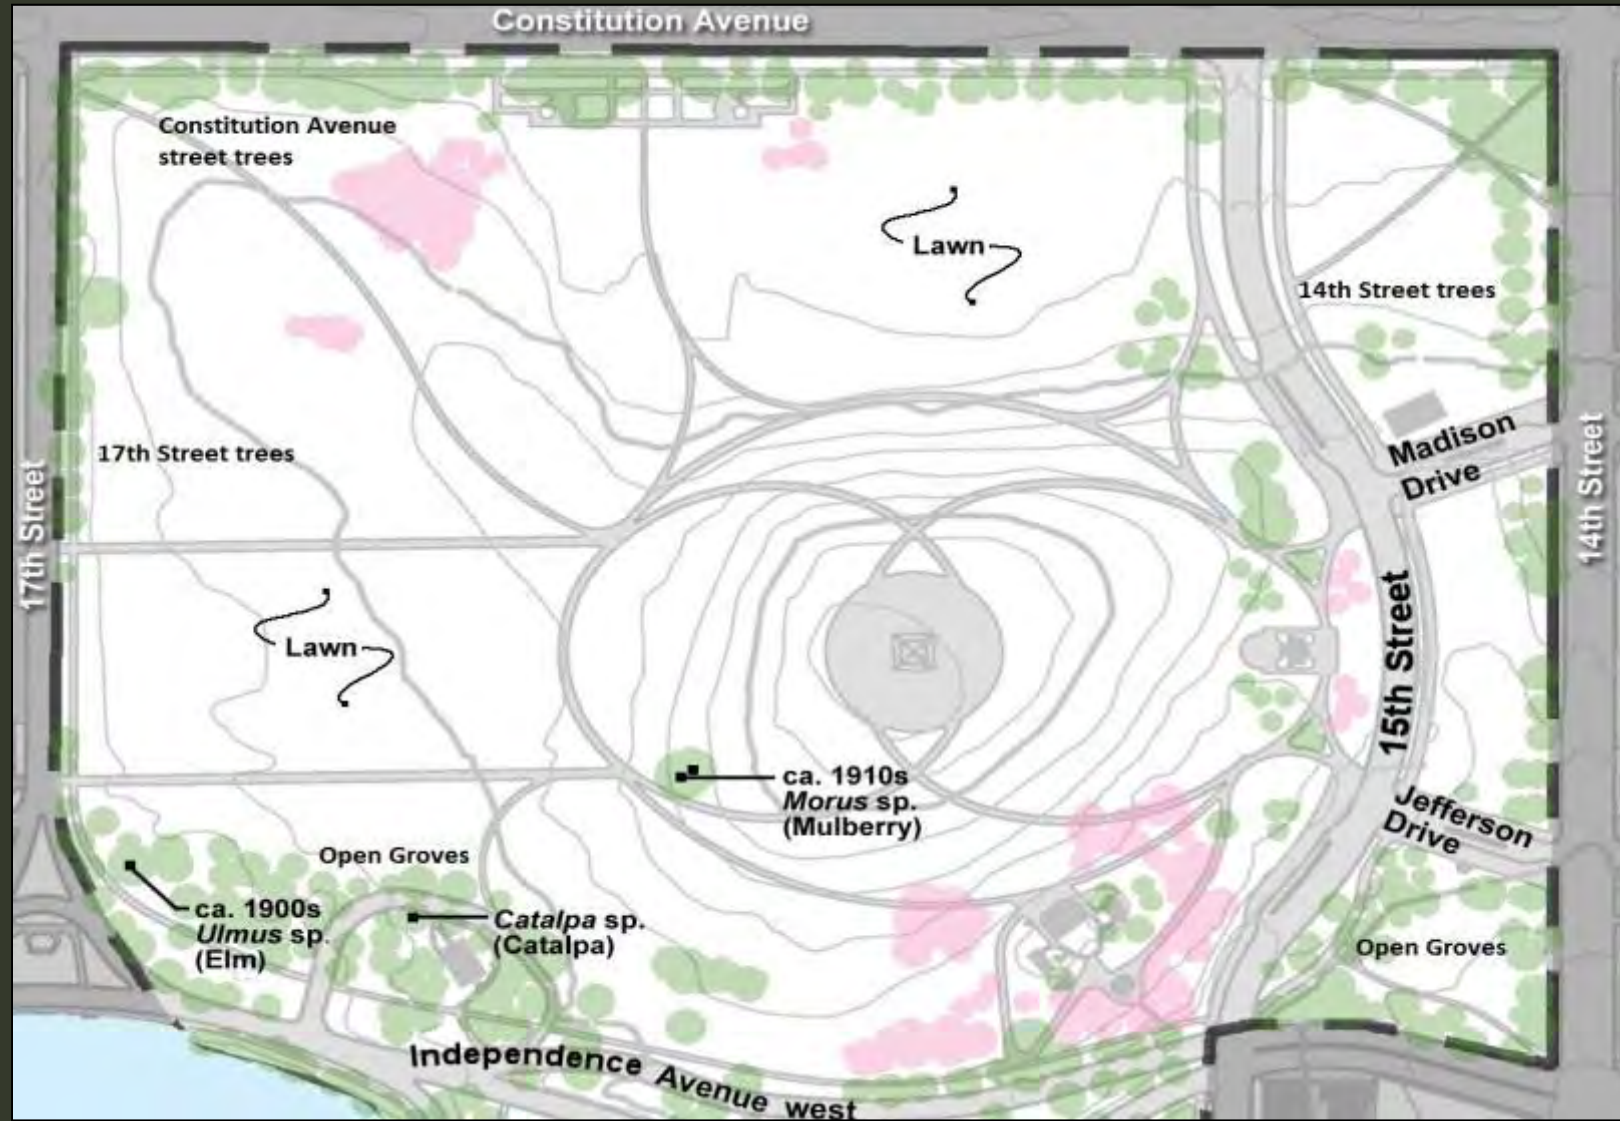 Constitution Avenue
Constitution Avenue
street trees
Lawn
14th Street trees
17th Street trees
Madison
Drive
17th Street
14th Street
Lawn
15th Street
ca. 1910s
Morus sp.
(Mulberry)
Jefferson
Drive
Open Groves
ca. 1900s
Ulmus sp.
(Elm)
Catalpa sp.
(Catalpa)
Open Groves
Independence Avenue west